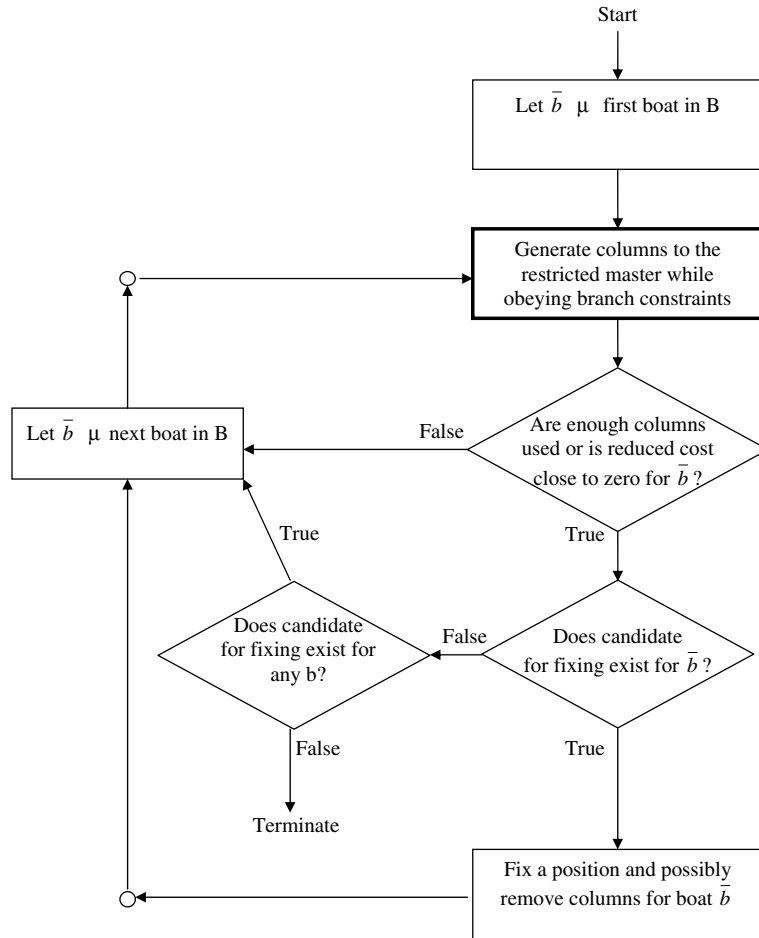 Start
Let b̄ μ first boat in B
Generate columns to the
restricted master while
obeying branch constraints
Are enough columns
used or is reduced cost
close to zero for b̄ ?
False
Let b̄ μ next boat in B
True
True
Does candidate
for fixing exist for
any b?
False
Does candidate
for fixing exist for b̄ ?
False
True
Terminate
Fix a position and possibly
remove columns for boat b̄